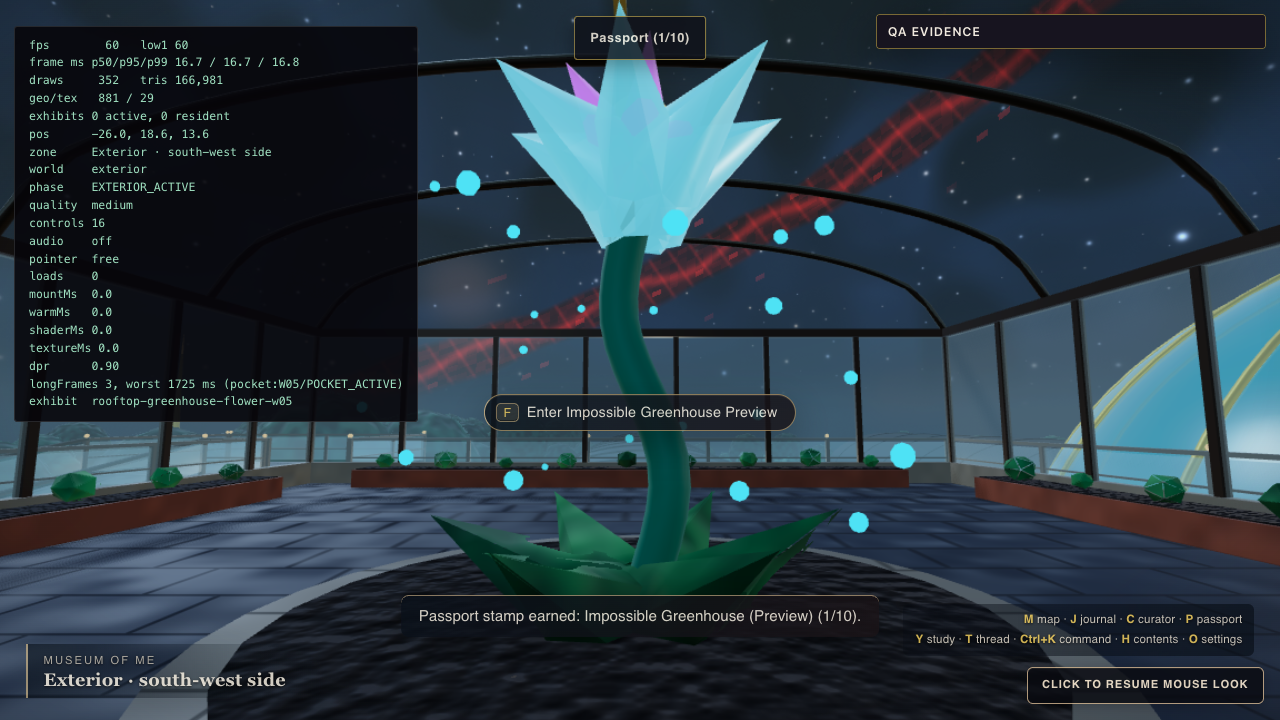 fps 60 low1 60
frame ms p50/p95/p99 16.7 / 16.7 / 16.8
draws 352 tris 166,981
geo/tex 881 / 29
exhibits 0 active, 0 resident
pos −26.0, 18.6, 13.6
zone Exterior · south-west side
world exterior
phase EXTERIOR_ACTIVE
quality medium
controls 16
audio off
pointer free
loads 0
mountMs 0.0
warmMs 0.0
shaderMs 0.0
textureMs 0.0
dpr 0.90
longFrames 3, worst 1725 ms (pocket:W05/POCKET_ACTIVE)
exhibit rooftop-greenhouse-flower-w05
Passport (1/10)
QA EVIDENCE
F Enter Impossible Greenhouse Preview
Passport stamp earned: Impossible Greenhouse (Preview) (1/10).
MUSEUM OF ME
Exterior · south-west side
M map · J journal · C curator · P passport
Y study · T thread · Ctrl+K command · H contents · O settings
CLICK TO RESUME MOUSE LOOK